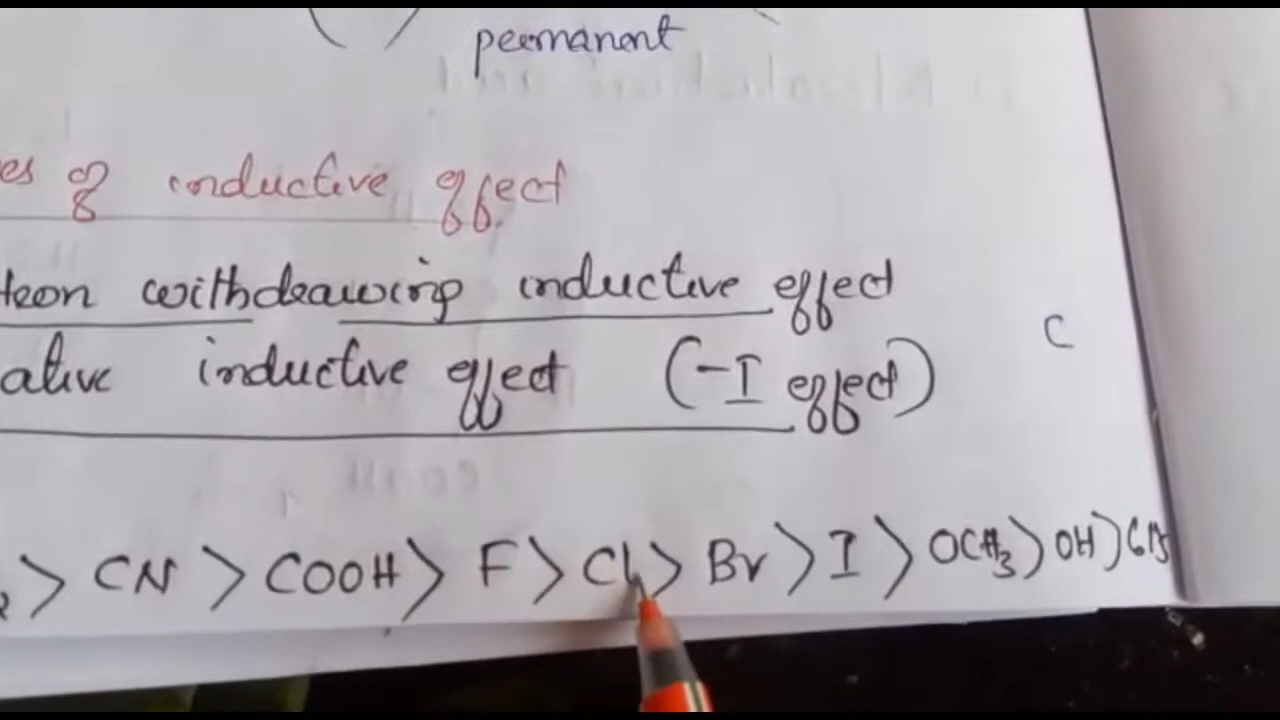 permanent
es of inductive effect
tron withdrawing inductive effect
ative inductive effect (-I effect)
C
> CN > COOH > F > Cl > Br > I > OCH3 > OH >